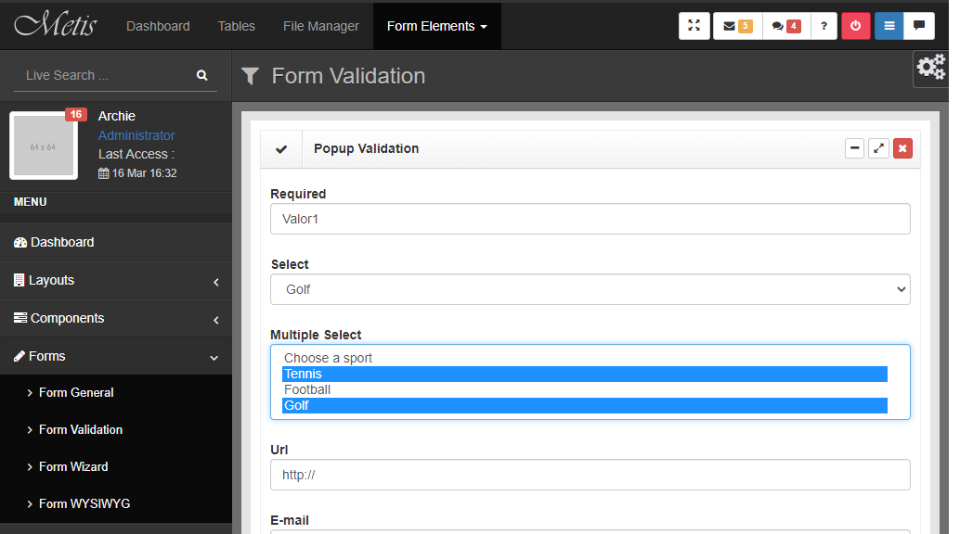 Metis Dashboard Tables File Manager Form Elements 5 4 ?
Live Search ...
Form Validation
16
64 x 64
Archie
Administrator
Last Access :
16 Mar 16:32
MENU
Dashboard
Layouts
Components
Forms
Form General
Form Validation
Form Wizard
Form WYSIWYG
Popup Validation
Required
Valor1
Select
Golf
Multiple Select
Choose a sport
Tennis
Football
Golf
Url
http://
E-mail